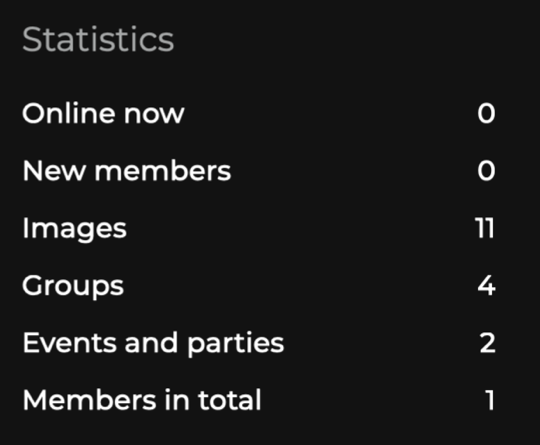 Statistics
Online now 0
New members 0
Images 11
Groups 4
Events and parties 2
Members in total 1